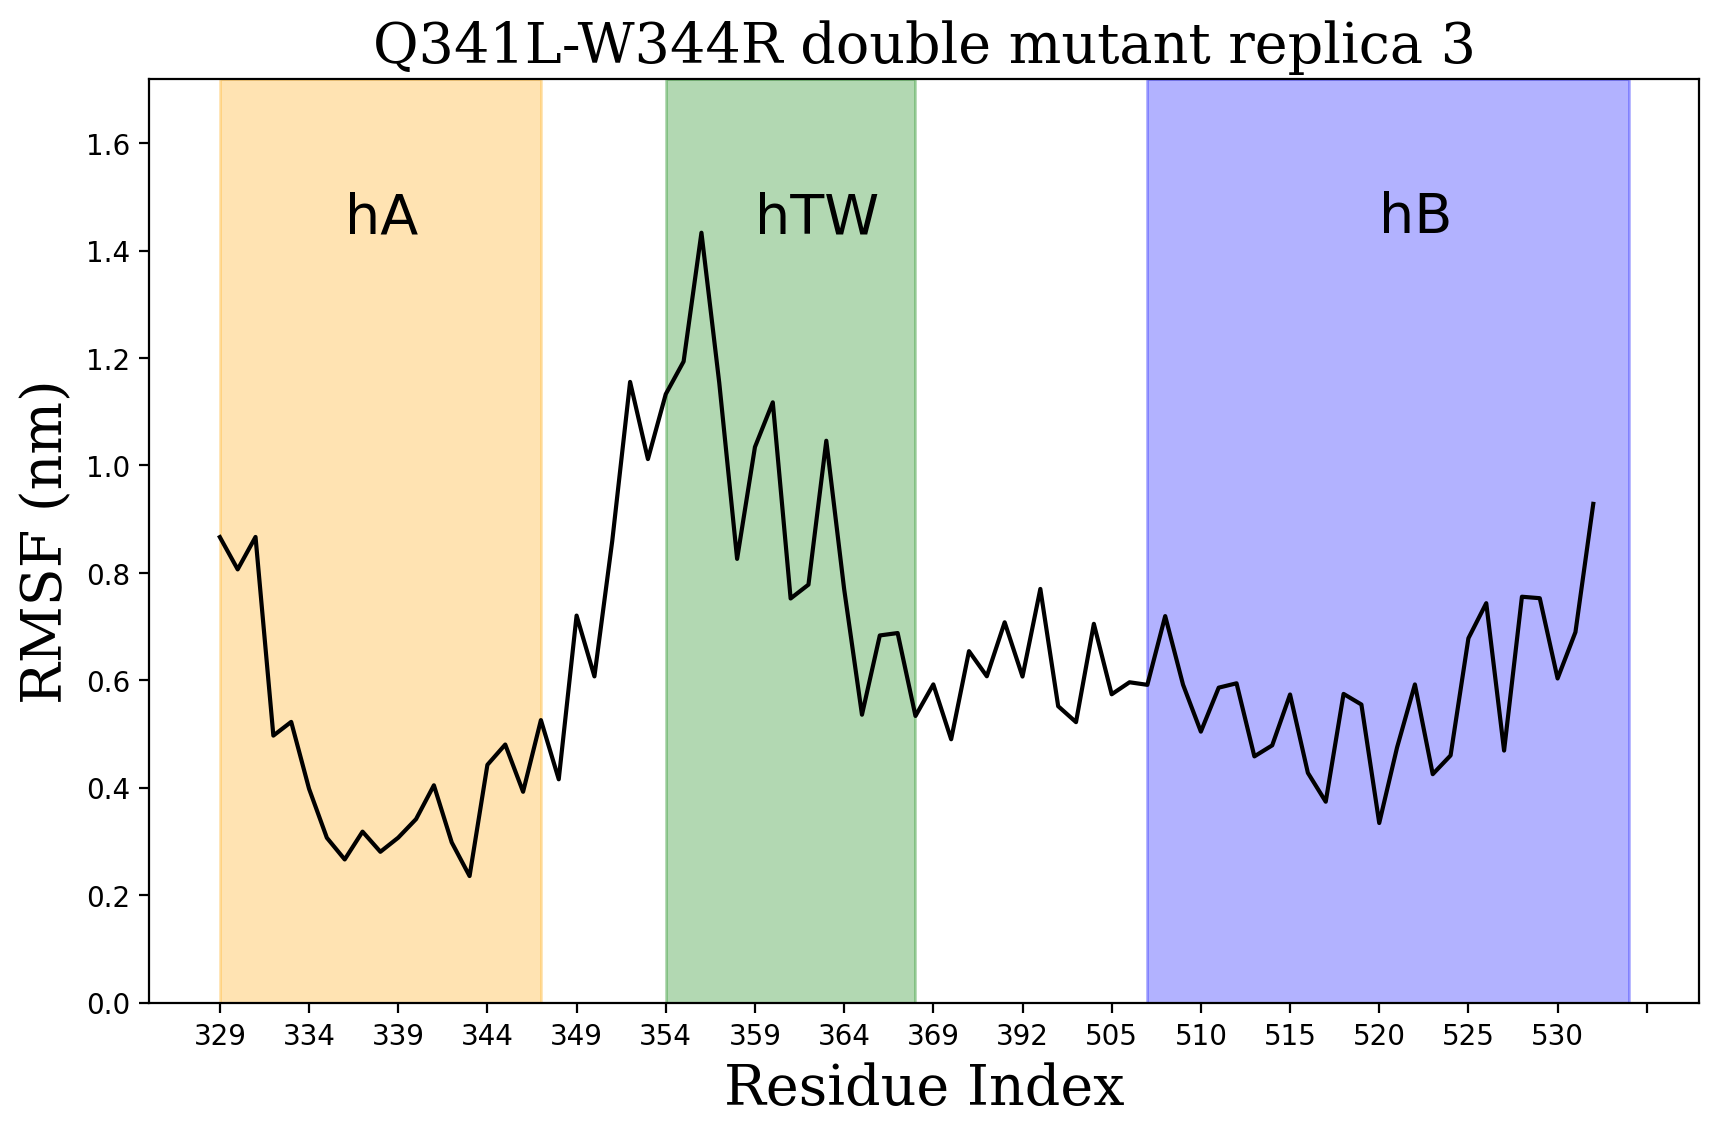 Q341L-W344R double mutant replica 3
hA
hTW
hB
RMSF (nm)
1.6
1.4
1.2
1.0
0.8
0.6
0.4
0.2
0.0
329 334 339 344 349 354 359 364 369 392 505 510 515 520 525 530
Residue Index